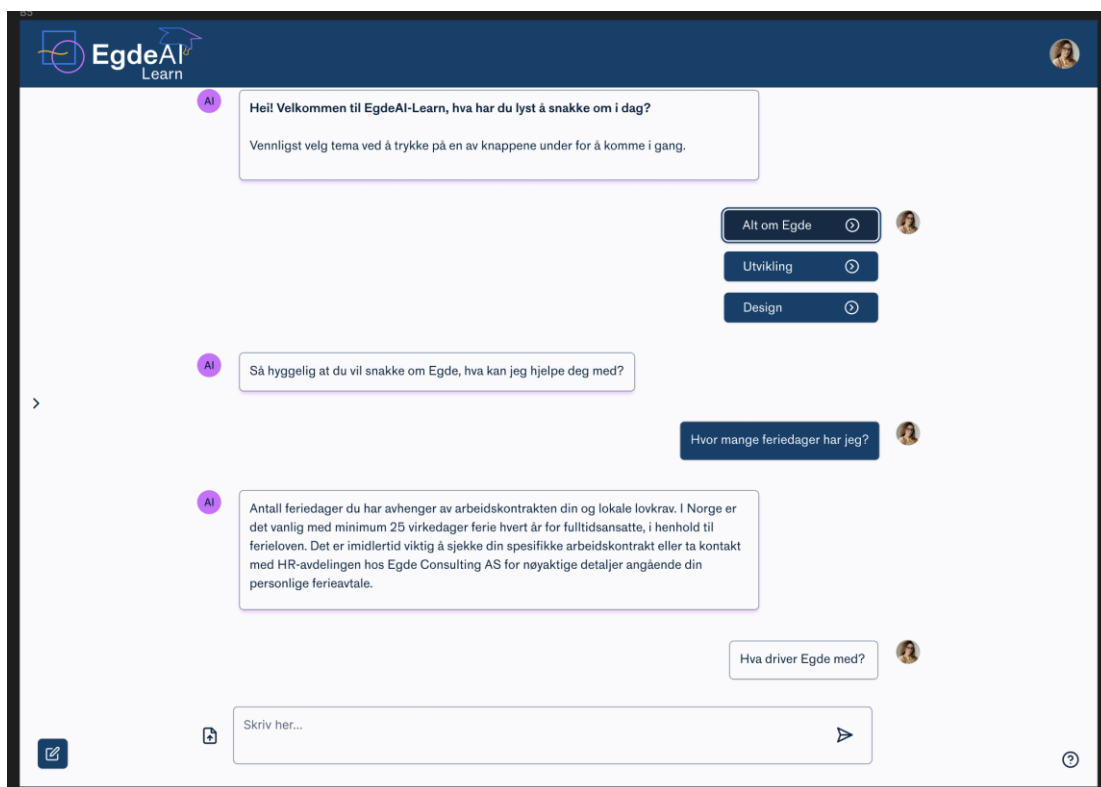 B5
EgdeAI
Learn
AI
Hei! Velkommen til EgdeAI-Learn, hva har du lyst å snakke om i dag?
Vennligst velg tema ved å trykke på en av knappene under for å komme i gang.
Alt om Egde
Utvikling
Design
AI
Så hyggelig at du vil snakke om Egde, hva kan jeg hjelpe deg med?
Hvor mange feriedager har jeg?
AI
Antall feriedager du har avhenger av arbeidskontrakten din og lokale lovkrav. I Norge er
det vanlig med minimum 25 virkedager ferie hvert år for fulltidsansatte, i henhold til
ferieloven. Det er imidlertid viktig å sjekke din spesifikke arbeidskontrakt eller ta kontakt
med HR-avdelingen hos Egde Consulting AS for nøyaktige detaljer angående din
personlige ferieavtale.
Hva driver Egde med?
Skriv her...